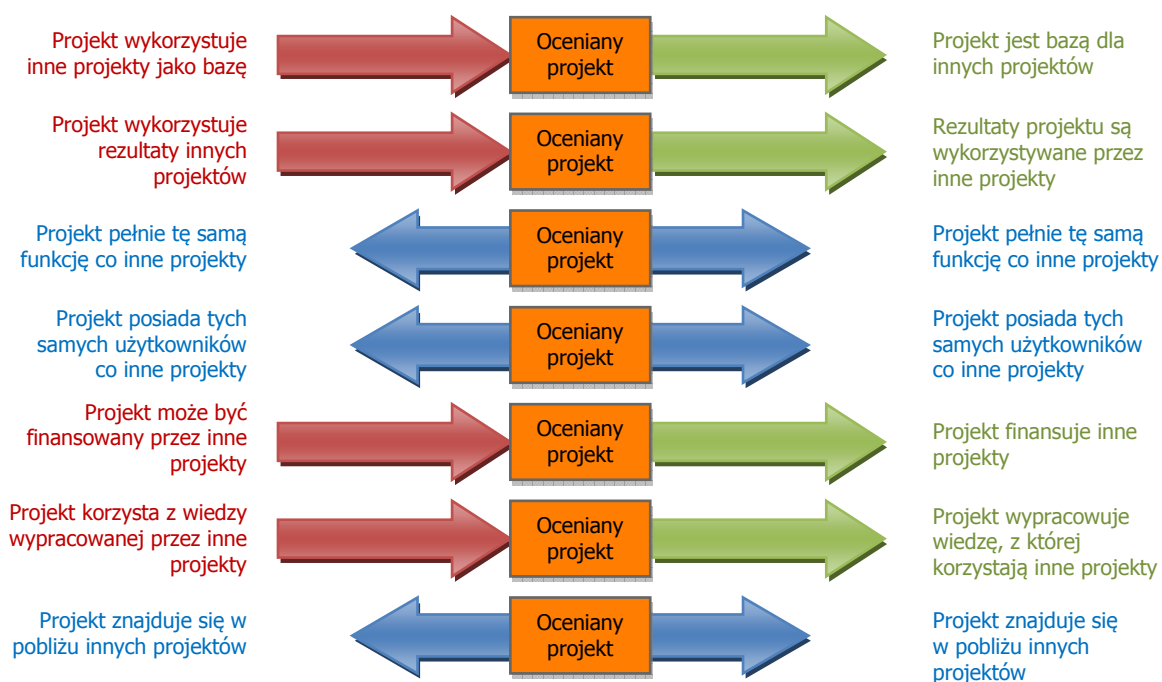 Projekt wykorzystuje
inne projekty jako bazę
Oceniany
projekt
Projekt jest bazą dla
innych projektów
Projekt wykorzystuje
rezultaty innych
projektów
Oceniany
projekt
Rezultaty projektu są
wykorzystywane przez
inne projekty
Projekt pełnie tę samą
funkcję co inne projekty
Oceniany
projekt
Projekt pełnie tę samą
funkcję co inne projekty
Projekt posiada tych
samych użytkowników
co inne projekty
Oceniany
projekt
Projekt posiada tych
samych użytkowników
co inne projekty
Projekt może być
finansowany przez inne
projekty
Oceniany
projekt
Projekt finansuje inne
projekty
Projekt korzysta z wiedzy
wypracowanej przez inne
projekty
Oceniany
projekt
Projekt wypracowuje
wiedzę, z której
korzystają inne projekty
Projekt znajduje się w
pobliżu innych projektów
Oceniany
projekt
Projekt znajduje się
w pobliżu innych
projektów